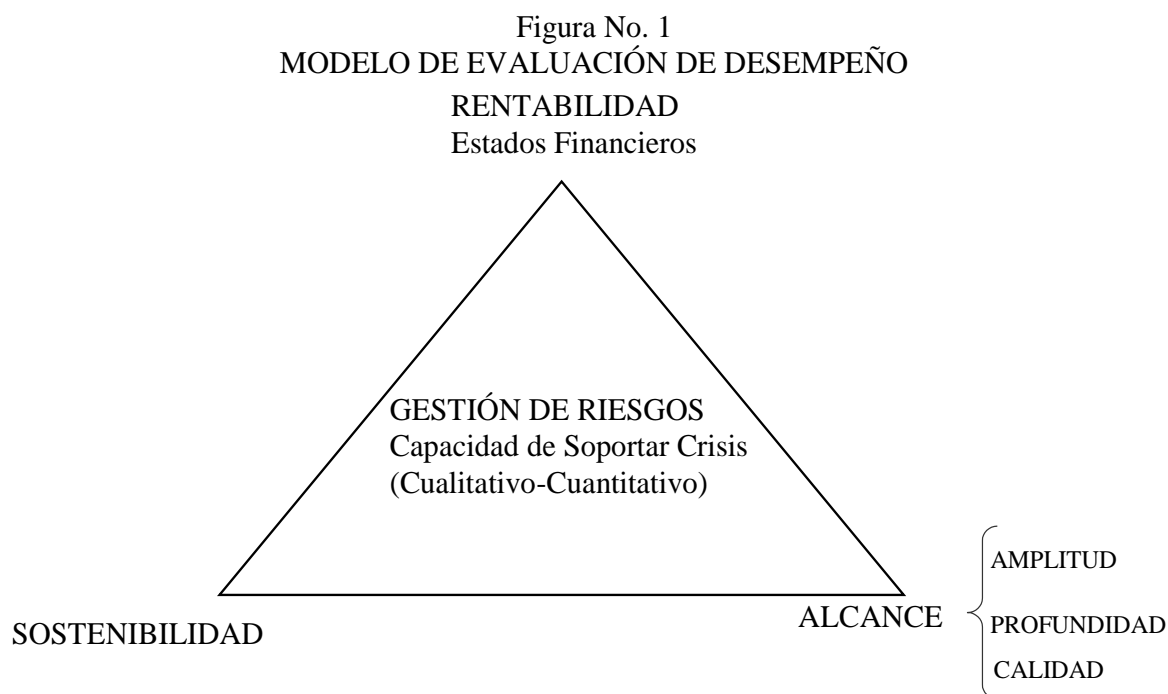 Figura No. 1
MODELO DE EVALUACIÓN DE DESEMPEÑO
RENTABILIDAD
Estados Financieros
GESTIÓN DE RIESGOS
Capacidad de Soportar Crisis
(Cualitativo-Cuantitativo)
SOSTENIBILIDAD
ALCANCE
AMPLITUD
PROFUNDIDAD
CALIDAD